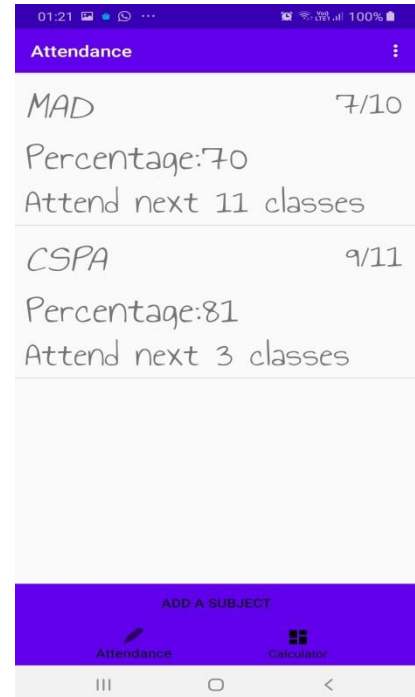 01:21 ... 100%
Attendance
MAD 7/10
Percentage:70
Attend next 11 classes
CSPA 9/11
Percentage:81
Attend next 3 classes
ADD A SUBJECT
Attendance Calculator